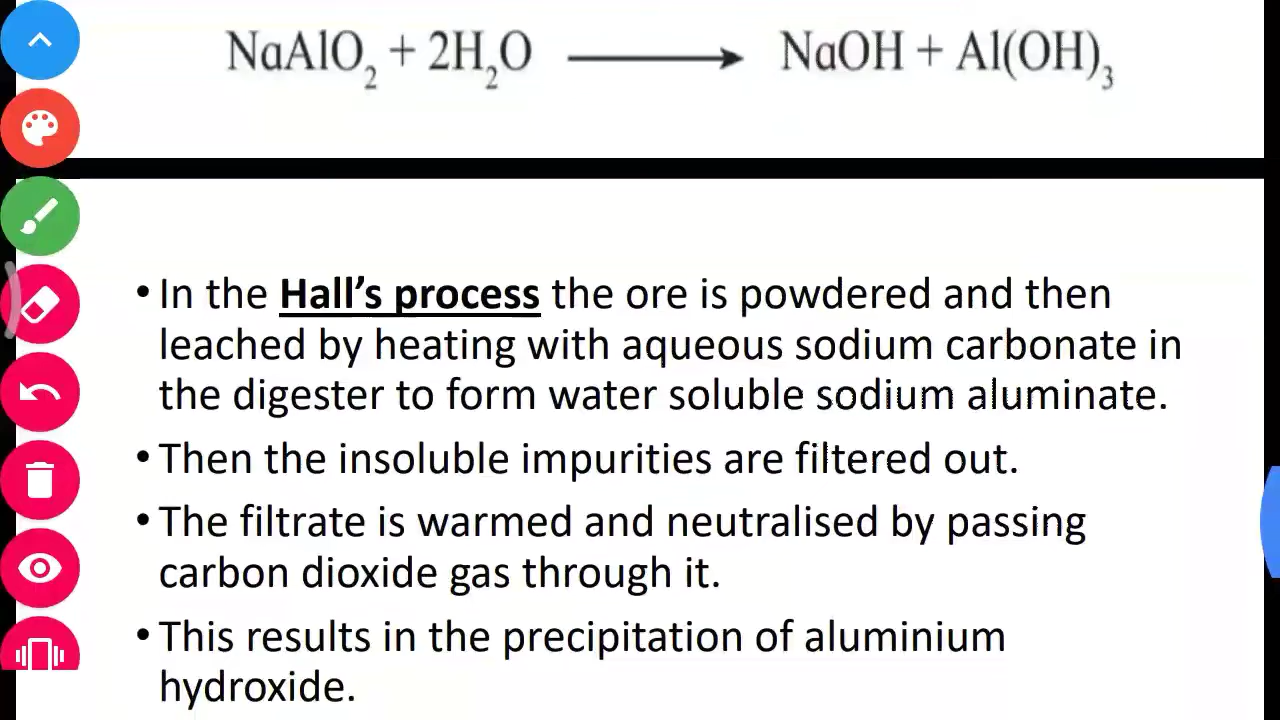 NaAlO₂ + 2H₂O ⟶ NaOH + Al(OH)₃
• In the Hall’s process the ore is powdered and then
leached by heating with aqueous sodium carbonate in
the digester to form water soluble sodium aluminate.
• Then the insoluble impurities are filtered out.
• The filtrate is warmed and neutralised by passing
carbon dioxide gas through it.
• This results in the precipitation of aluminium
hydroxide.